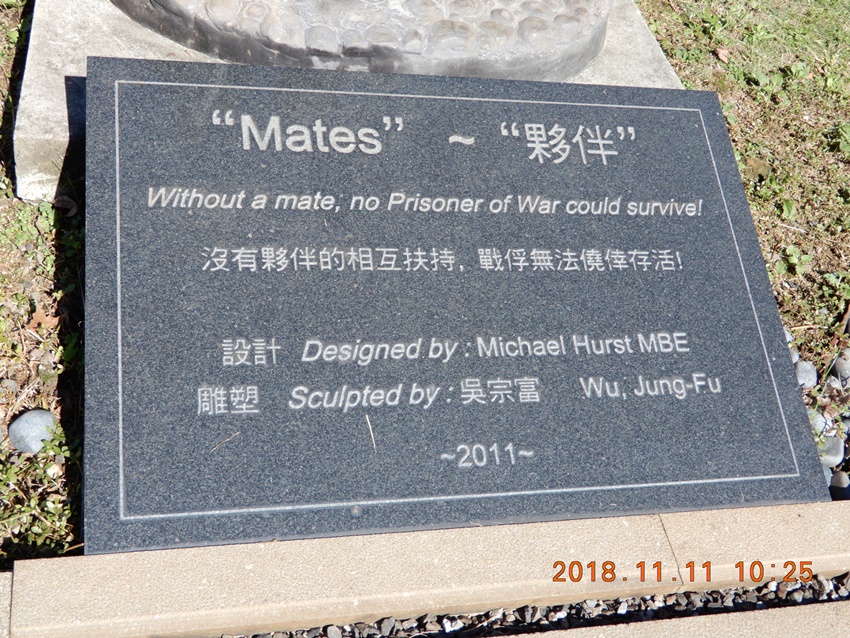 “Mates” ~ “夥伴”
Without a mate, no Prisoner of War could survive!
沒有夥伴的相互扶持, 戰俘無法僥倖存活!
設計 Designed by : Michael Hurst MBE
雕塑 Sculpted by : 吳宗富 Wu, Jung-Fu
~2011~
2018.11.11 10:25